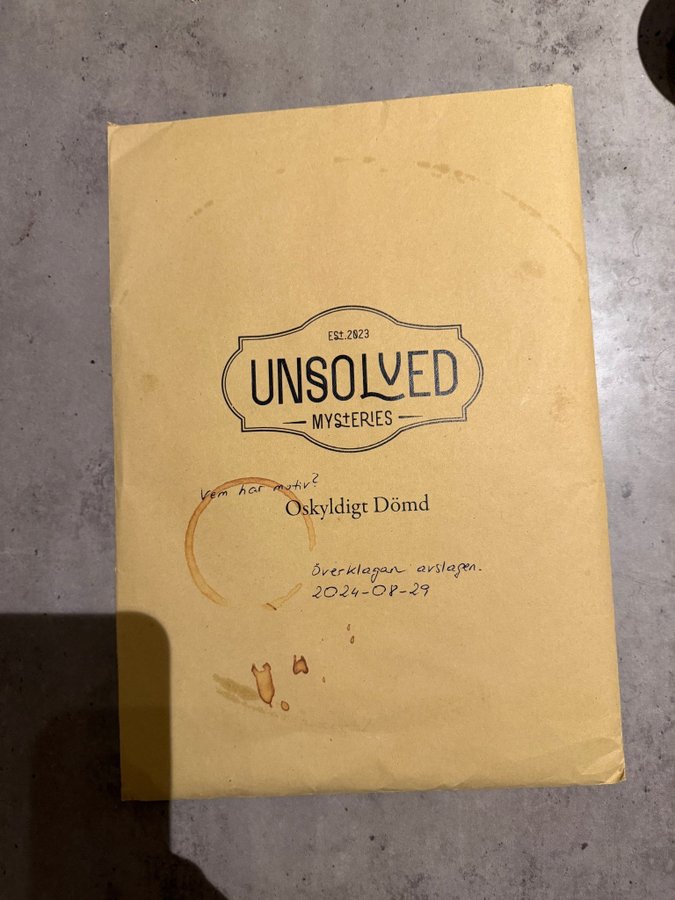 Est. 2023
UNSOLVED
MYStERIES
Vem har motiv?
Oskyldigt Dömd
Överklagan avslagen.
2024-08-29